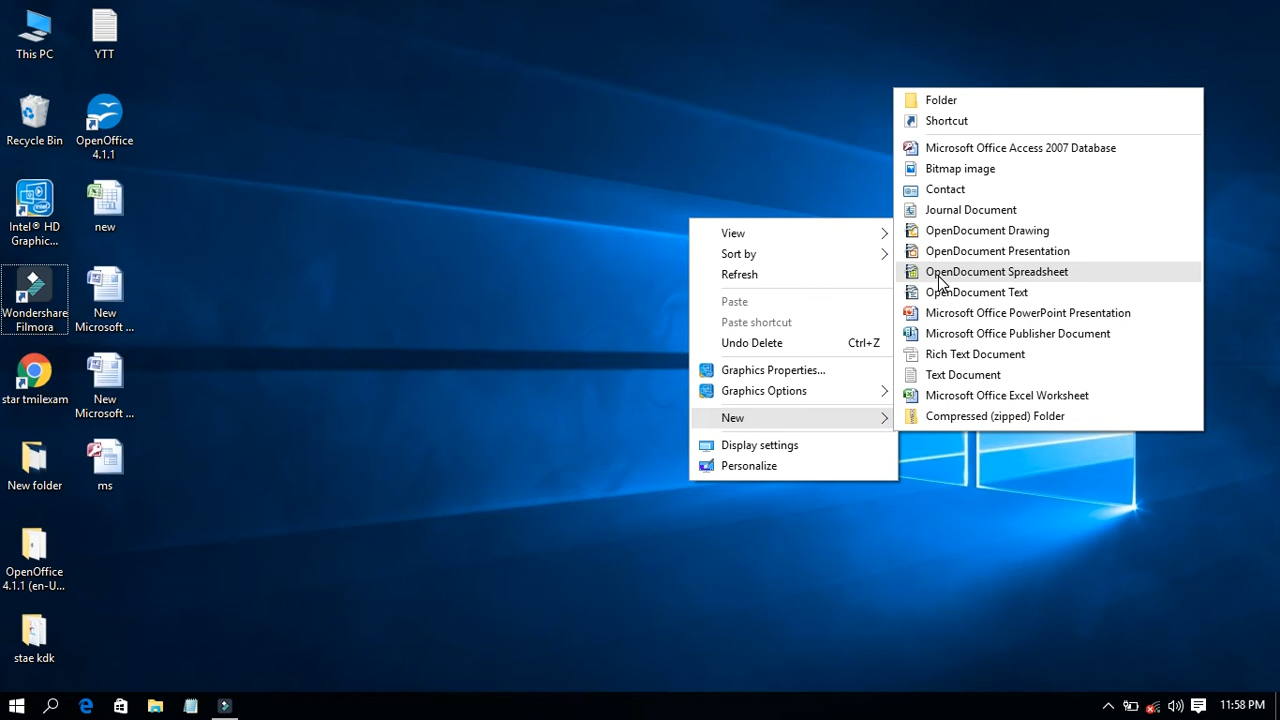 This PC
YTT
Recycle Bin
OpenOffice
4.1.1
Intel® HD
Graphic...
new
Wondershare
Filmora
New
Microsoft ...
star tmilexam
New
Microsoft ...
New folder
ms
OpenOffice
4.1.1 (en-U...
stae kdk
View
Sort by
Refresh
Paste
Paste shortcut
Undo Delete Ctrl+Z
Graphics Properties...
Graphics Options
New
Display settings
Personalize
Folder
Shortcut
Microsoft Office Access 2007 Database
Bitmap image
Contact
Journal Document
OpenDocument Drawing
OpenDocument Presentation
OpenDocument Spreadsheet
OpenDocument Text
Microsoft Office PowerPoint Presentation
Microsoft Office Publisher Document
Rich Text Document
Text Document
Microsoft Office Excel Worksheet
Compressed (zipped) Folder
11:58 PM